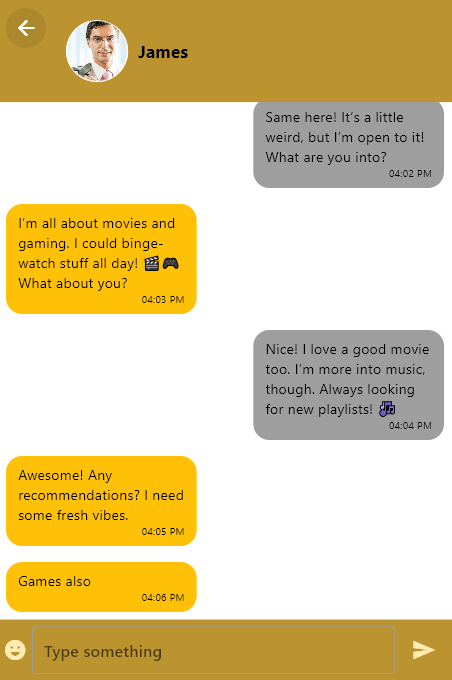 James
Same here! It's a little
weird, but I'm open to it!
What are you into?
04:02 PM
I'm all about movies and
gaming. I could binge-
watch stuff all day! 🎬🎮
What about you?
04:03 PM
Nice! I love a good movie
too. I'm more into music,
though. Always looking
for new playlists! 🎶
04:04 PM
Awesome! Any
recommendations? I need
some fresh vibes.
04:05 PM
Games also
04:06 PM
Type something